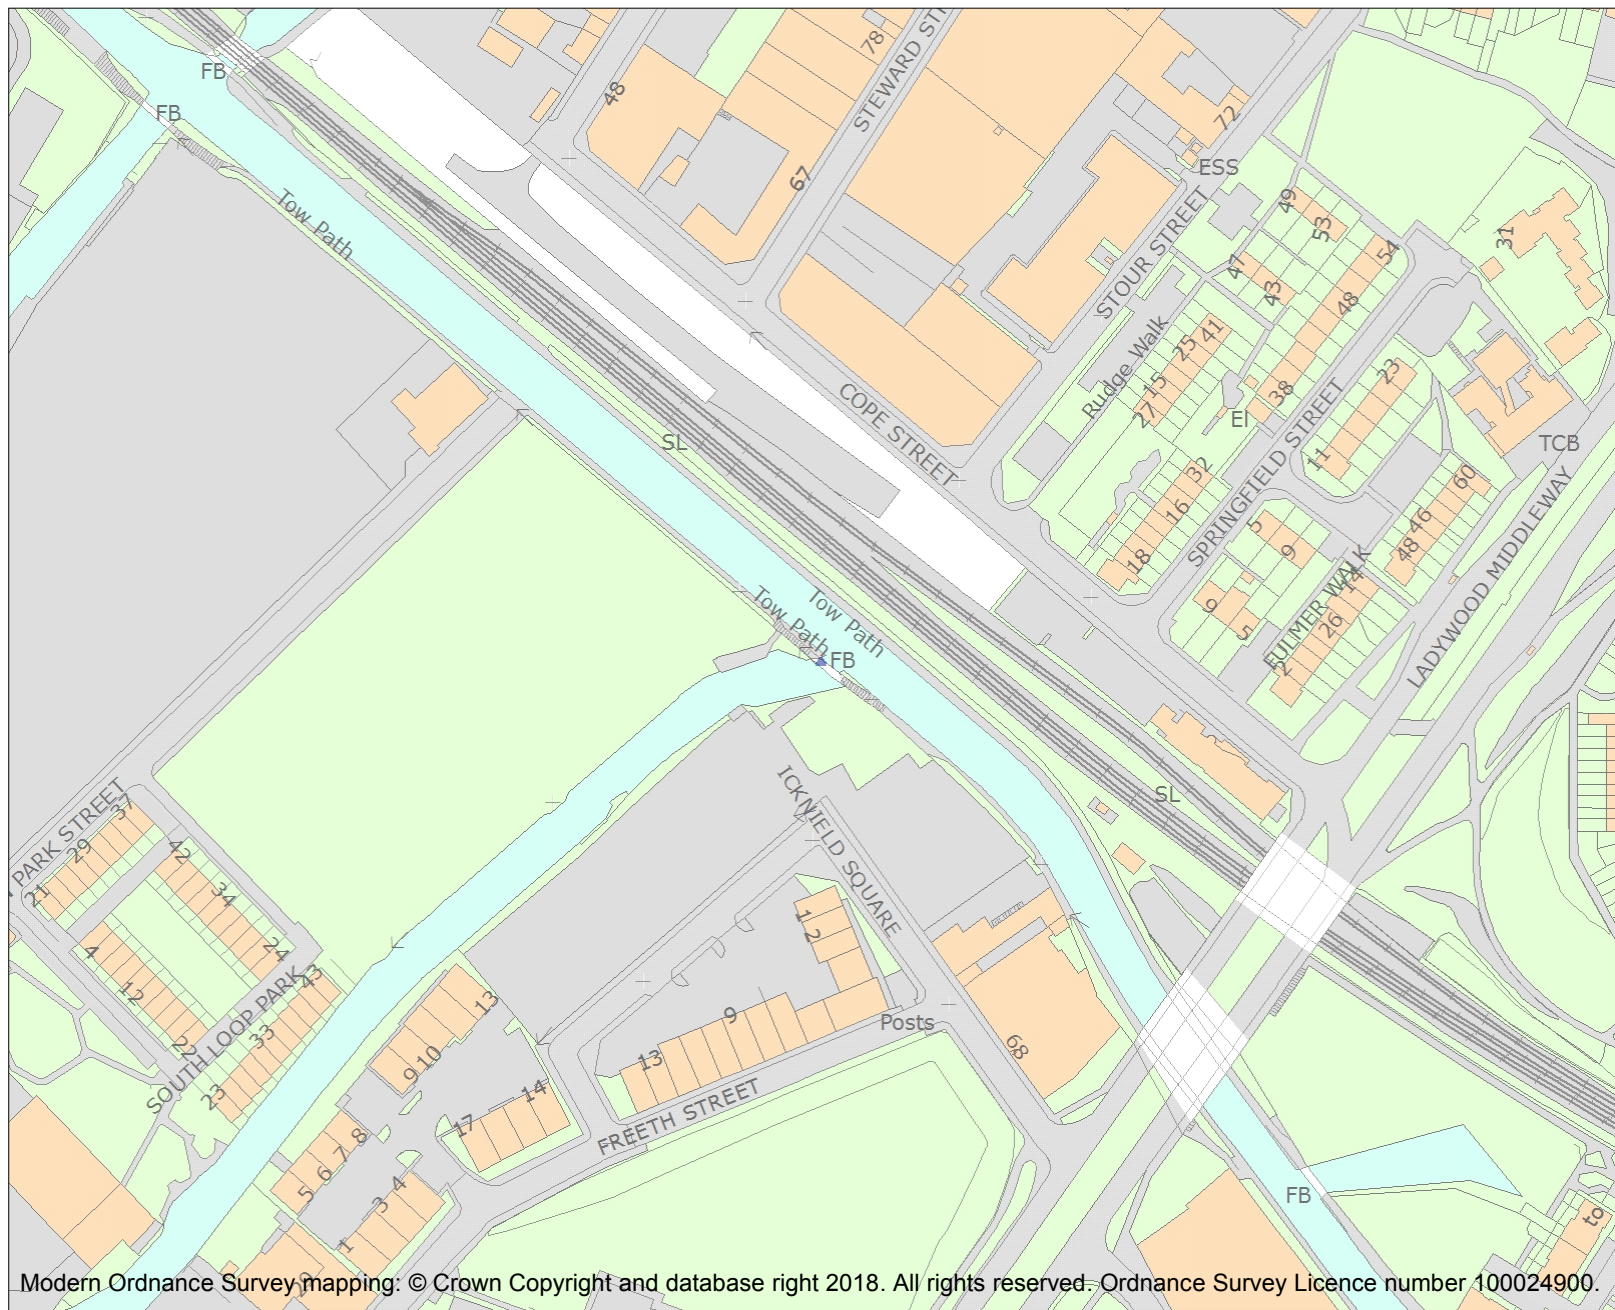 FB
FB
Tow Path
48
78
STEWARD ST
67
72
ESS
STOUR STREET
49
53
47
43
54
48
31
Rudge Walk
41
25
15
27
EI
38
23
11
SPRINGFIELD STREET
COPE STREET
SL
TCB
32
16
18
5
9
9
5
60
46
48
14
26
2
FULMER WALK
LADYWOOD MIDDLEWAY
Tow Path
Tow Path
FB
SL
ICKNIELD SQUARE
PARK STREET
37
29
21
42
34
24
4
12
22
43
33
23
SOUTH LOOP PARK
13
10
9
1
2
9
13
Posts
68
FREETH STREET
14
17
8
7
6
5
4
3
1
20
FB
to
Modern Ordnance Survey mapping: © Crown Copyright and database right 2018. All rights reserved. Ordnance Survey Licence number 100024900.